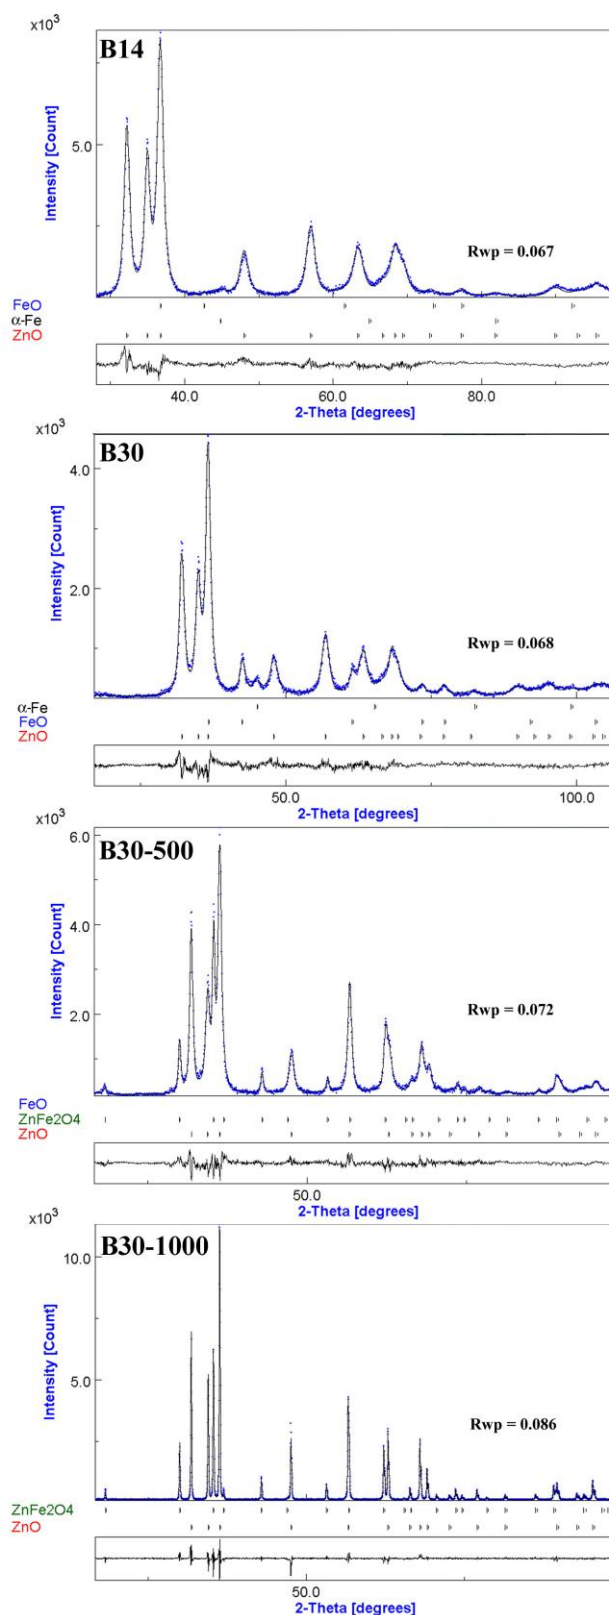 x10³
B14
5.0
Intensity [Count]
Rwp = 0.067
FeO
α-Fe
ZnO
40.0 60.0 80.0
2-Theta [degrees]
x10³
B30
4.0
2.0
Intensity [Count]
Rwp = 0.068
α-Fe
FeO
ZnO
50.0 100.0
2-Theta [degrees]
x10³
B30-500
6.0
4.0
2.0
Intensity [Count]
Rwp = 0.072
FeO
ZnFe2O4
ZnO
50.0
2-Theta [degrees]
x10³
B30-1000
10.0
5.0
Intensity [Count]
Rwp = 0.086
ZnFe2O4
ZnO
50.0
2-Theta [degrees]